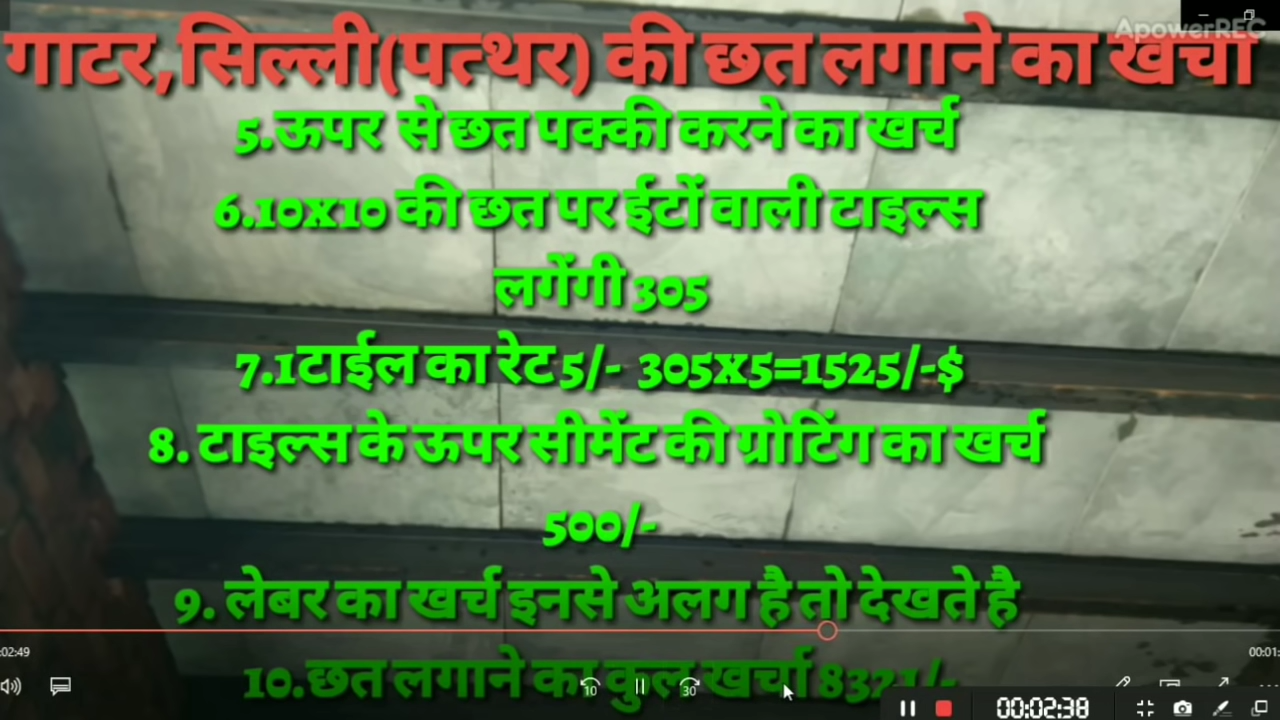 ApowerREC
गाटर,सिल्ली(पत्थर) की छत लगाने का खर्चा
5.ऊपर से छत पक्की करने का खर्च
6.10x10 की छत पर ईटों वाली टाइल्स
लगेंगी 305
7.1टाईल का रेट 5/- 305x5=1525/-$
8. टाइल्स के ऊपर सीमेंट की ग्रोटिंग का खर्च
500/-
9. लेबर का खर्च इनसे अलग है तो देखते है
:02:49
00:01:
10.छत लगाने का कुल खर्चा
10
30
00:02:38